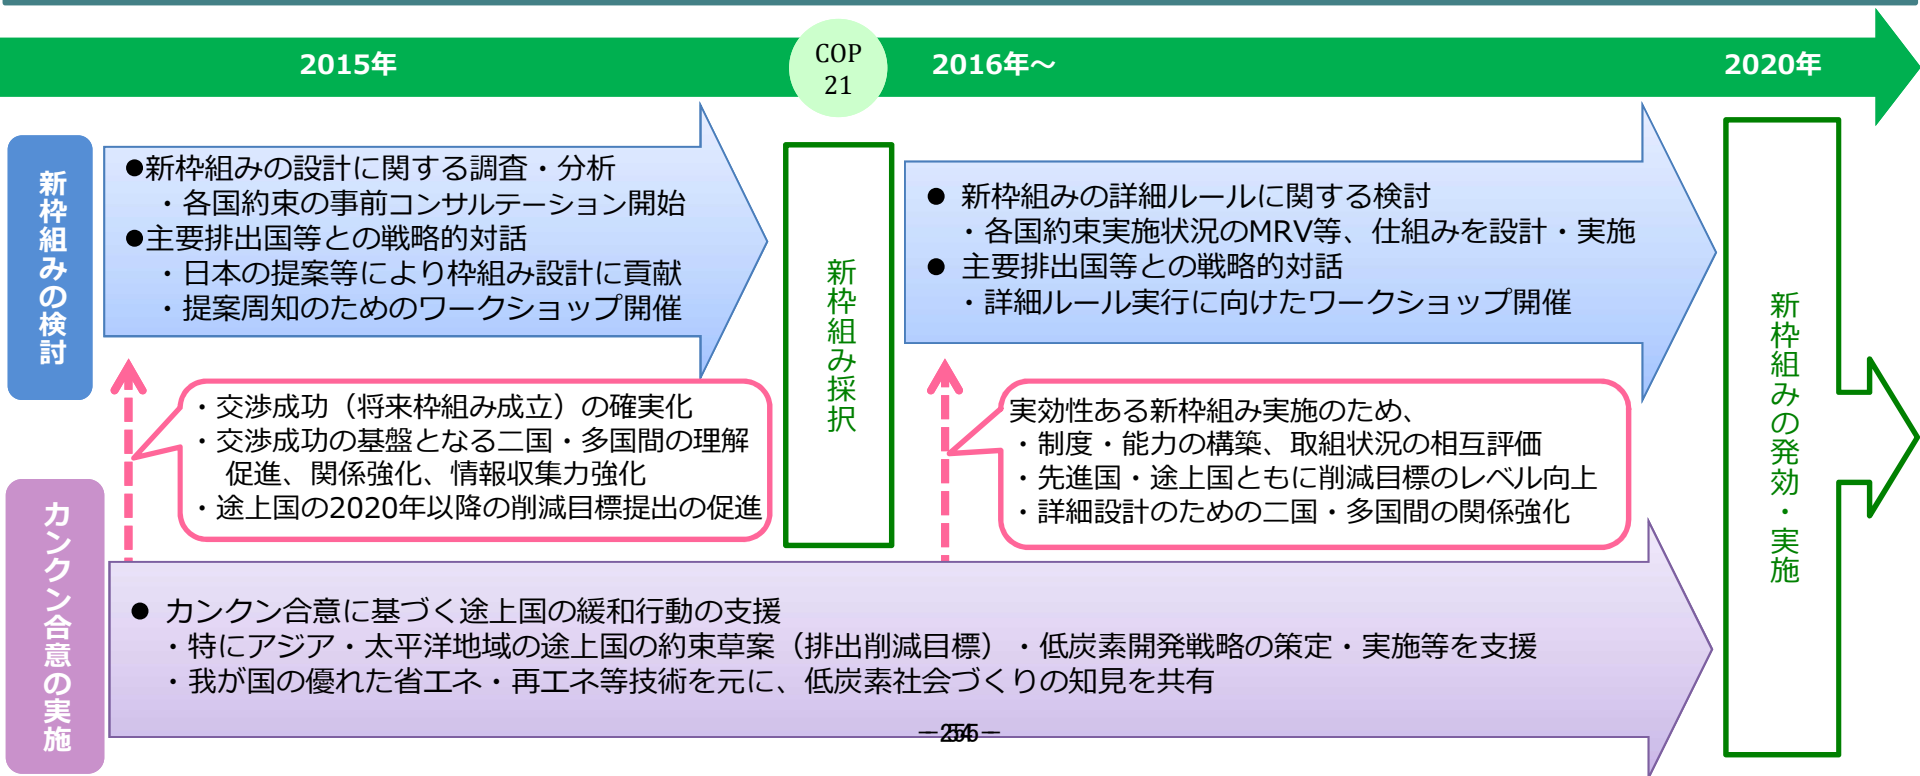 2015年
COP
21
2016年～
2020年
新枠組みの検討
●新枠組みの設計に関する調査・分析
・各国約束の事前コンサルテーション開始
●主要排出国等との戦略的対話
・日本の提案等により枠組み設計に貢献
・提案周知のためのワークショップ開催
新枠組み採択
● 新枠組みの詳細ルールに関する検討
・各国約束実施状況のMRV等、仕組みを設計・実施
● 主要排出国等との戦略的対話
・詳細ルール実行に向けたワークショップ開催
新枠組みの発効・実施
・交渉成功（将来枠組み成立）の確実化
・交渉成功の基盤となる二国・多国間の理解
促進、関係強化、情報収集力強化
・途上国の2020年以降の削減目標提出の促進
実効性ある新枠組み実施のため、
・制度・能力の構築、取組状況の相互評価
・先進国・途上国ともに削減目標のレベル向上
・詳細設計のための二国・多国間の関係強化
カンクン合意の実施
● カンクン合意に基づく途上国の緩和行動の支援
・特にアジア・太平洋地域の途上国の約束草案（排出削減目標）・低炭素開発戦略の策定・実施等を支援
・我が国の優れた省エネ・再エネ等技術を元に、低炭素社会づくりの知見を共有